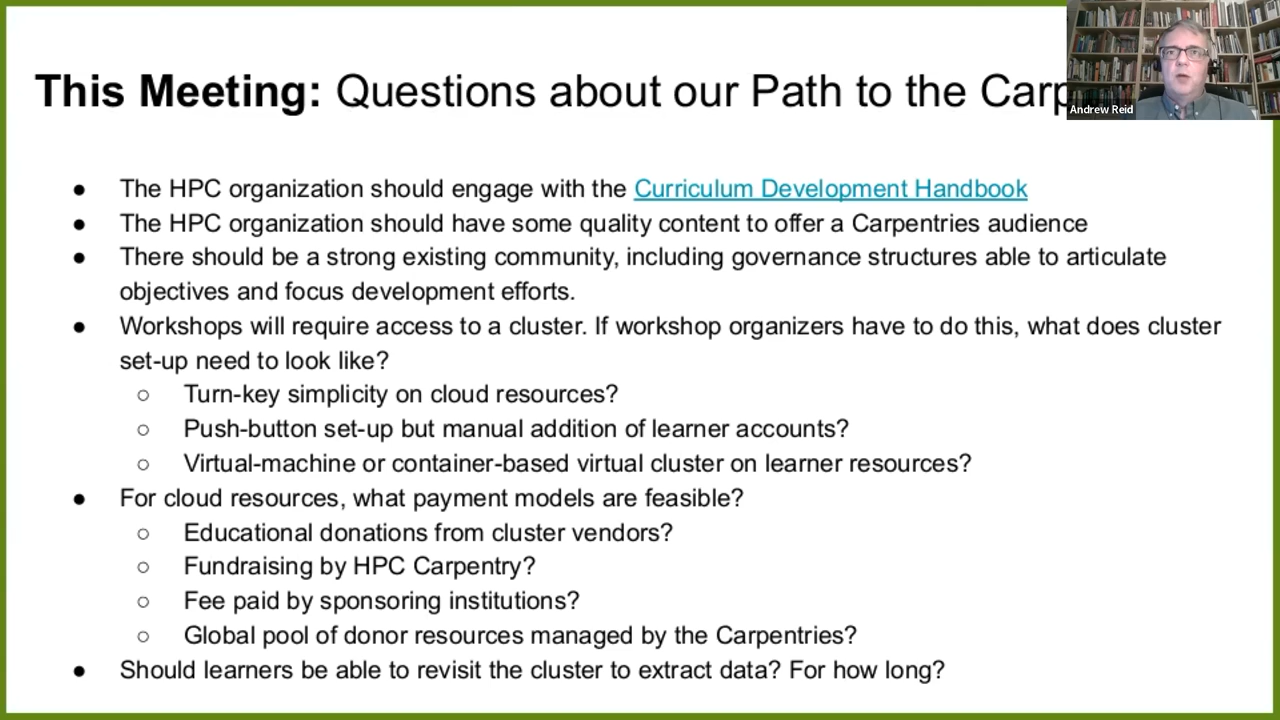 This Meeting: Questions about our Path to the Carp
Andrew Reid
● The HPC organization should engage with the Curriculum Development Handbook
● The HPC organization should have some quality content to offer a Carpentries audience
● There should be a strong existing community, including governance structures able to articulate
objectives and focus development efforts.
● Workshops will require access to a cluster. If workshop organizers have to do this, what does cluster
set-up need to look like?
○ Turn-key simplicity on cloud resources?
○ Push-button set-up but manual addition of learner accounts?
○ Virtual-machine or container-based virtual cluster on learner resources?
● For cloud resources, what payment models are feasible?
○ Educational donations from cluster vendors?
○ Fundraising by HPC Carpentry?
○ Fee paid by sponsoring institutions?
○ Global pool of donor resources managed by the Carpentries?
● Should learners be able to revisit the cluster to extract data? For how long?